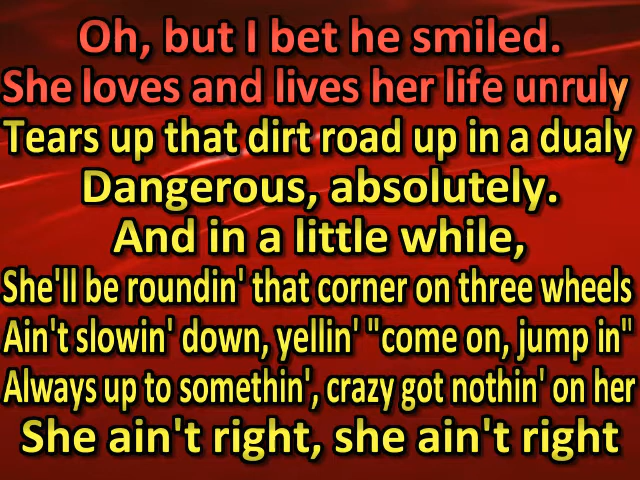 Oh, but I bet he smiled.
She loves and lives her life unruly
Tears up that dirt road up in a dualy
Dangerous, absolutely.
And in a little while,
She'll be roundin' that corner on three wheels
Ain't slowin' down, yellin' "come on, jump in"
Always up to somethin', crazy got nothin' on her
She ain't right, she ain't right